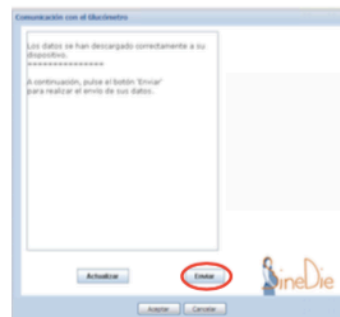 Comunicación con el Glucómetro
Los datos se han descargado correctamente a su
dispositivo.
===============
A continuación, pulse el botón 'Enviar'
para realizar el envío de sus datos.
Actualizar
Enviar
SineDie
Aceptar
Cancelar